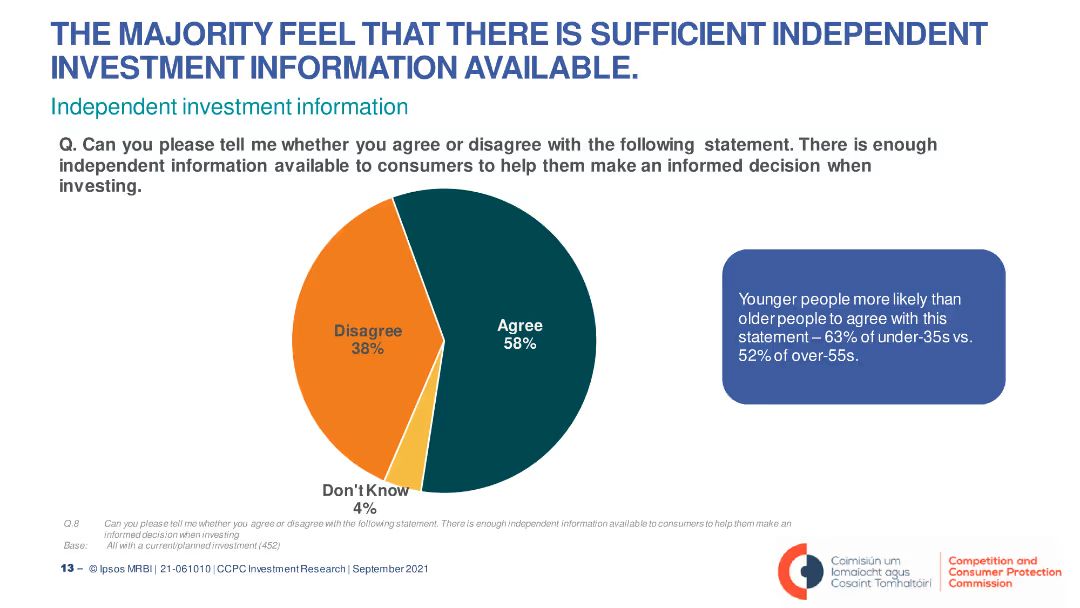 THE MAJORITY FEEL THAT THERE IS SUFFICIENT INDEPENDENT
INVESTMENT INFORMATION AVAILABLE.
Independent investment information
Q. Can you please tell me whether you agree or disagree with the following statement. There is enough
independent information available to consumers to help them make an informed decision when
investing.
Agree
58%
Disagree
38%
Don't Know
4%
Younger people more likely than
older people to agree with this
statement – 63% of under-35s vs.
52% of over-55s.
Q.8 Can you please tell me whether you agree or disagree with the following statement. There is enough independent information available to consumers to help them make an
informed decision when investing
Base: All with a current/planned investment (452)
13 – © Ipsos MRBI | 21-061010 | CCPC Investment Research | September 2021
Coimisiún um
Iomaíocht agus
Cosaint Tomhaltóirí
Competition and
Consumer Protection
Commission